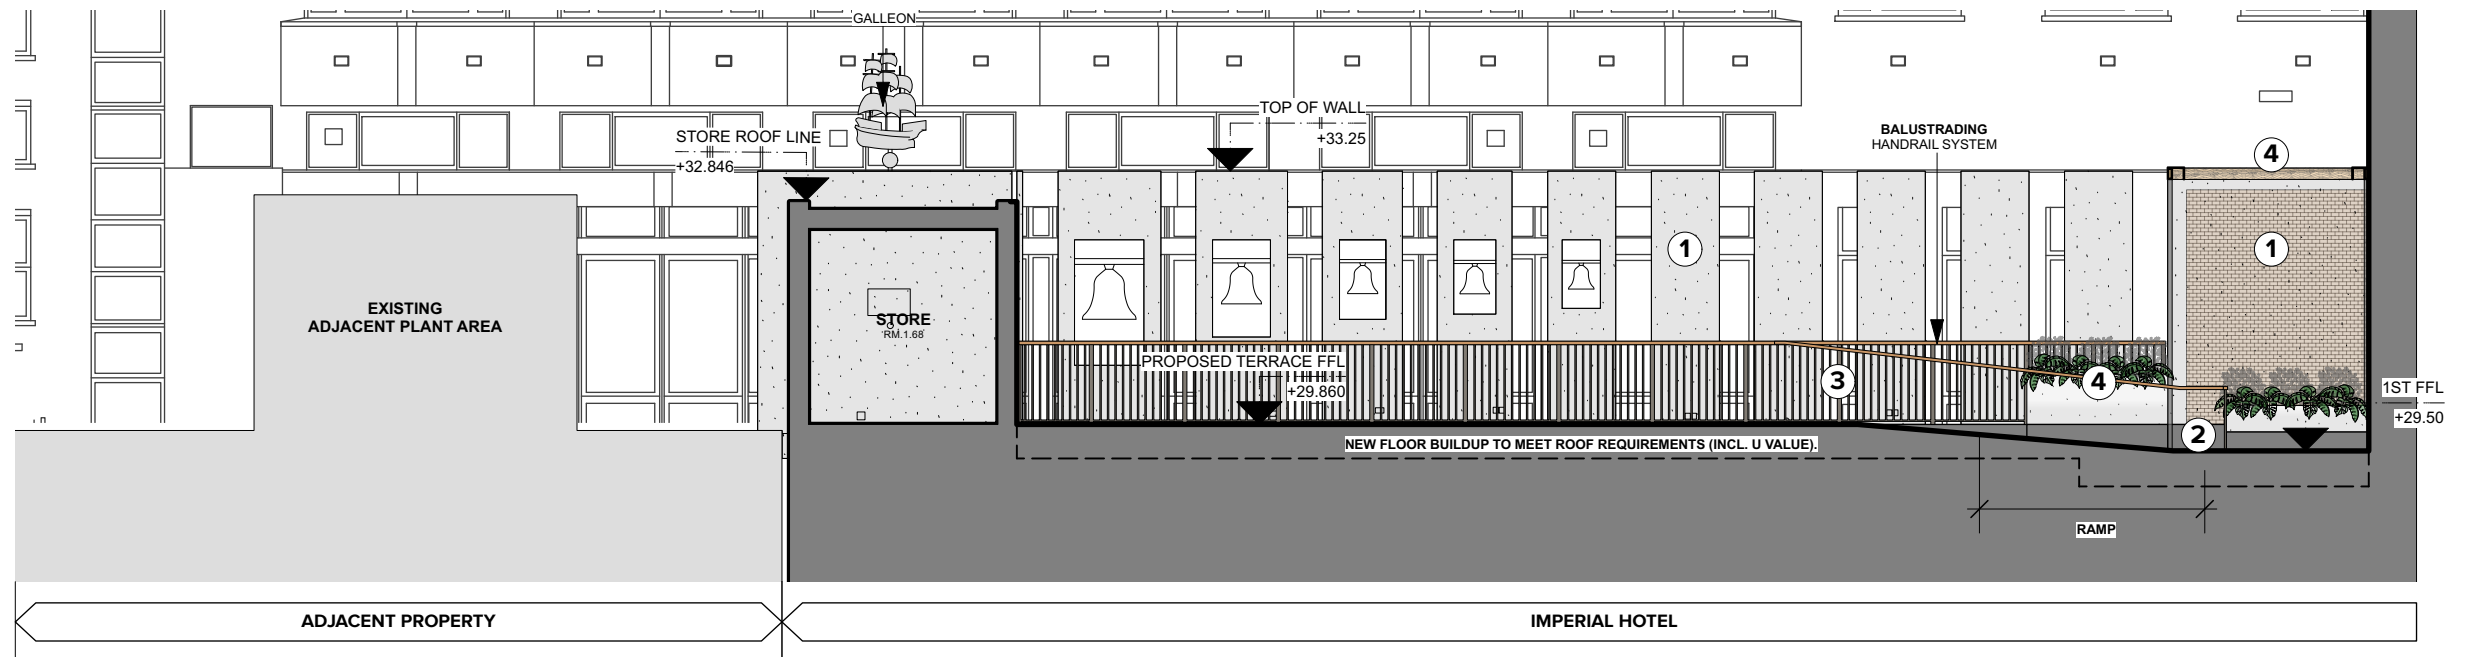 GALLEON
TOP OF WALL
+33.25
STORE ROOF LINE
+32.846
BALUSTRADING
HANDRAIL SYSTEM
4
1
1
EXISTING
ADJACENT PLANT AREA
STORE
RM.1.68
PROPOSED TERRACE FFL
+29.860
3
4
1ST FFL
+29.50
2
NEW FLOOR BUILDUP TO MEET ROOF REQUIREMENTS (INCL. U VALUE).
RAMP
ADJACENT PROPERTY
IMPERIAL HOTEL